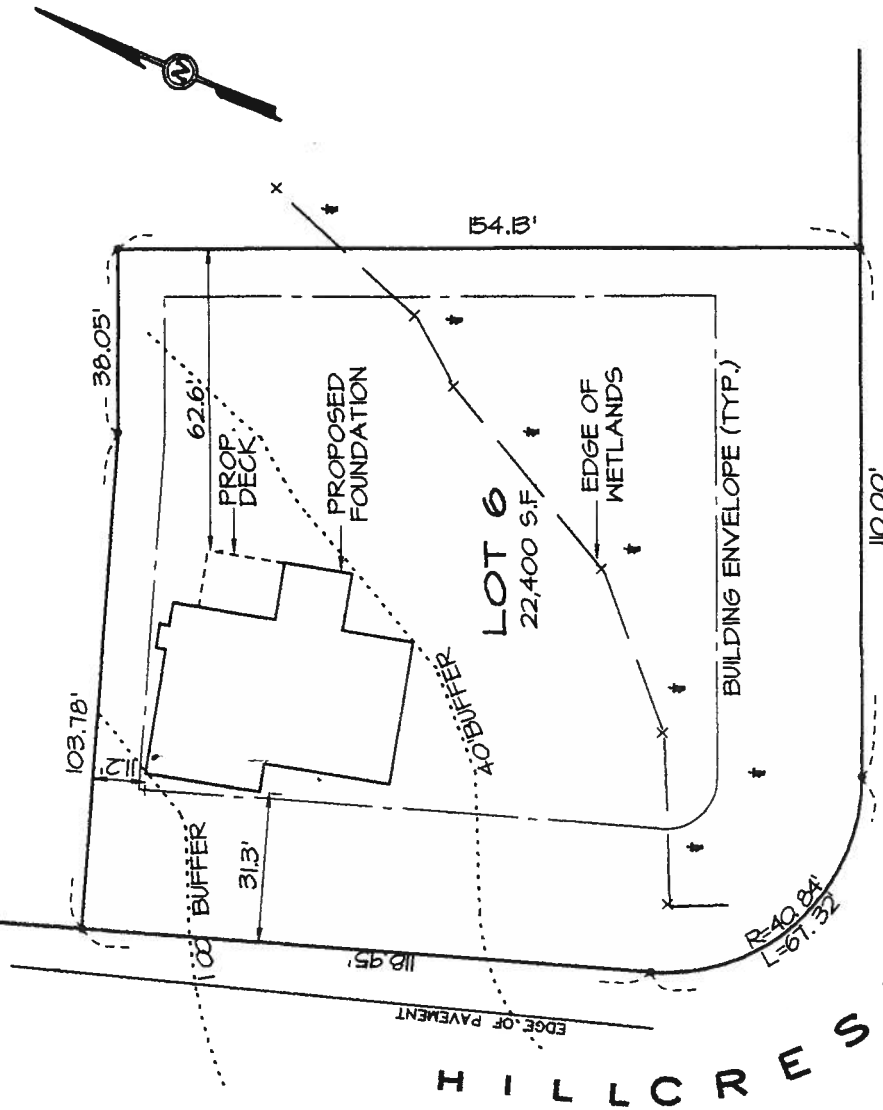 N
154.13'
38.05'
62.6'
PROP
DECK
PROPOSED
FOUNDATION
EDGE OF
WETLANDS
LOT 6
22,400 S.F
BUILDING ENVELOPE (TYP.)
110.00'
103.78'
11.2'
40' BUFFER
100' BUFFER
31.3'
118.95'
R=40.84'
L=67.32'
EDGE OF PAVEMENT
HILLCRES